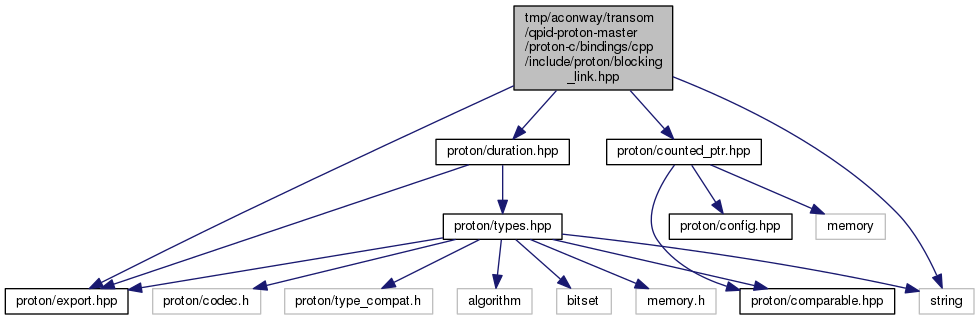 tmp/aconway/transom
/qpid-proton-master
/proton-c/bindings/cpp
/include/proton/blocking
_link.hpp
proton/duration.hpp
proton/counted_ptr.hpp
proton/types.hpp
proton/config.hpp
memory
proton/export.hpp
proton/codec.h
proton/type_compat.h
algorithm
bitset
memory.h
proton/comparable.hpp
string